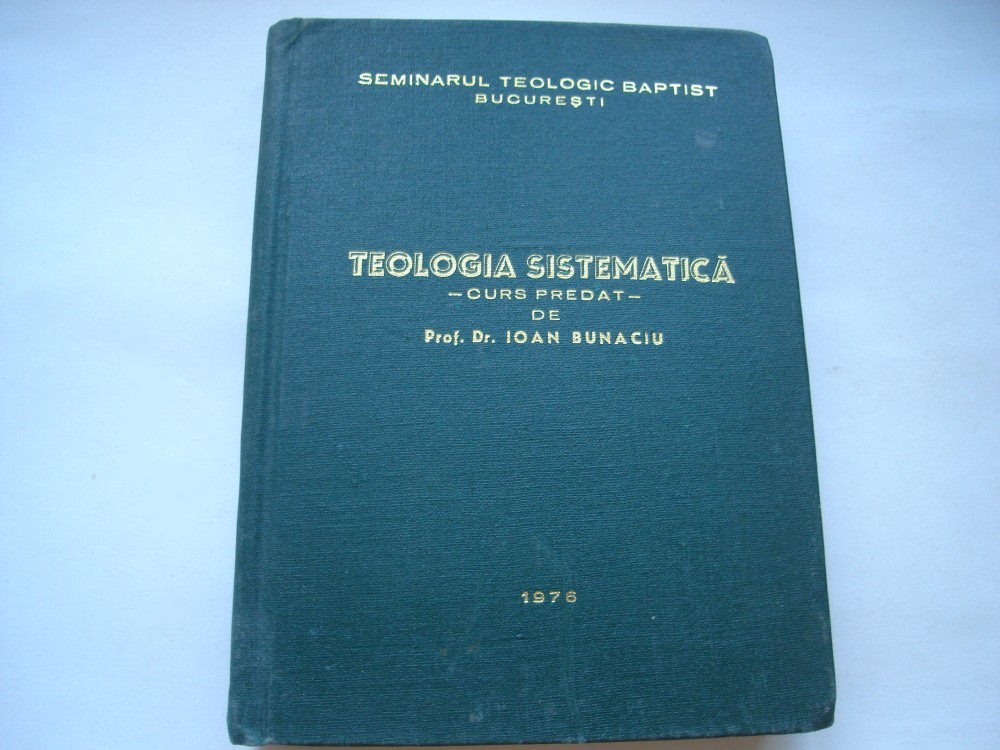 SEMINARUL TEOLOGIC BAPTIST
BUCUREȘTI
TEOLOGIA SISTEMATICĂ
—CURS PREDAT—
DE
Prof. Dr. IOAN BUNACIU
1976